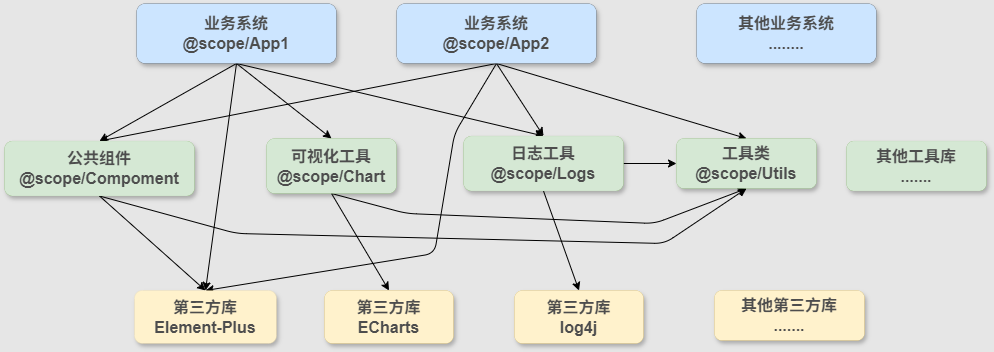 业务系统
@scope/App1
业务系统
@scope/App2
其他业务系统
........
公共组件
@scope/Component
可视化工具
@scope/Chart
日志工具
@scope/Logs
工具类
@scope/Utils
其他工具库
.......
第三方库
Element-Plus
第三方库
ECharts
第三方库
log4j
其他第三方库
.......